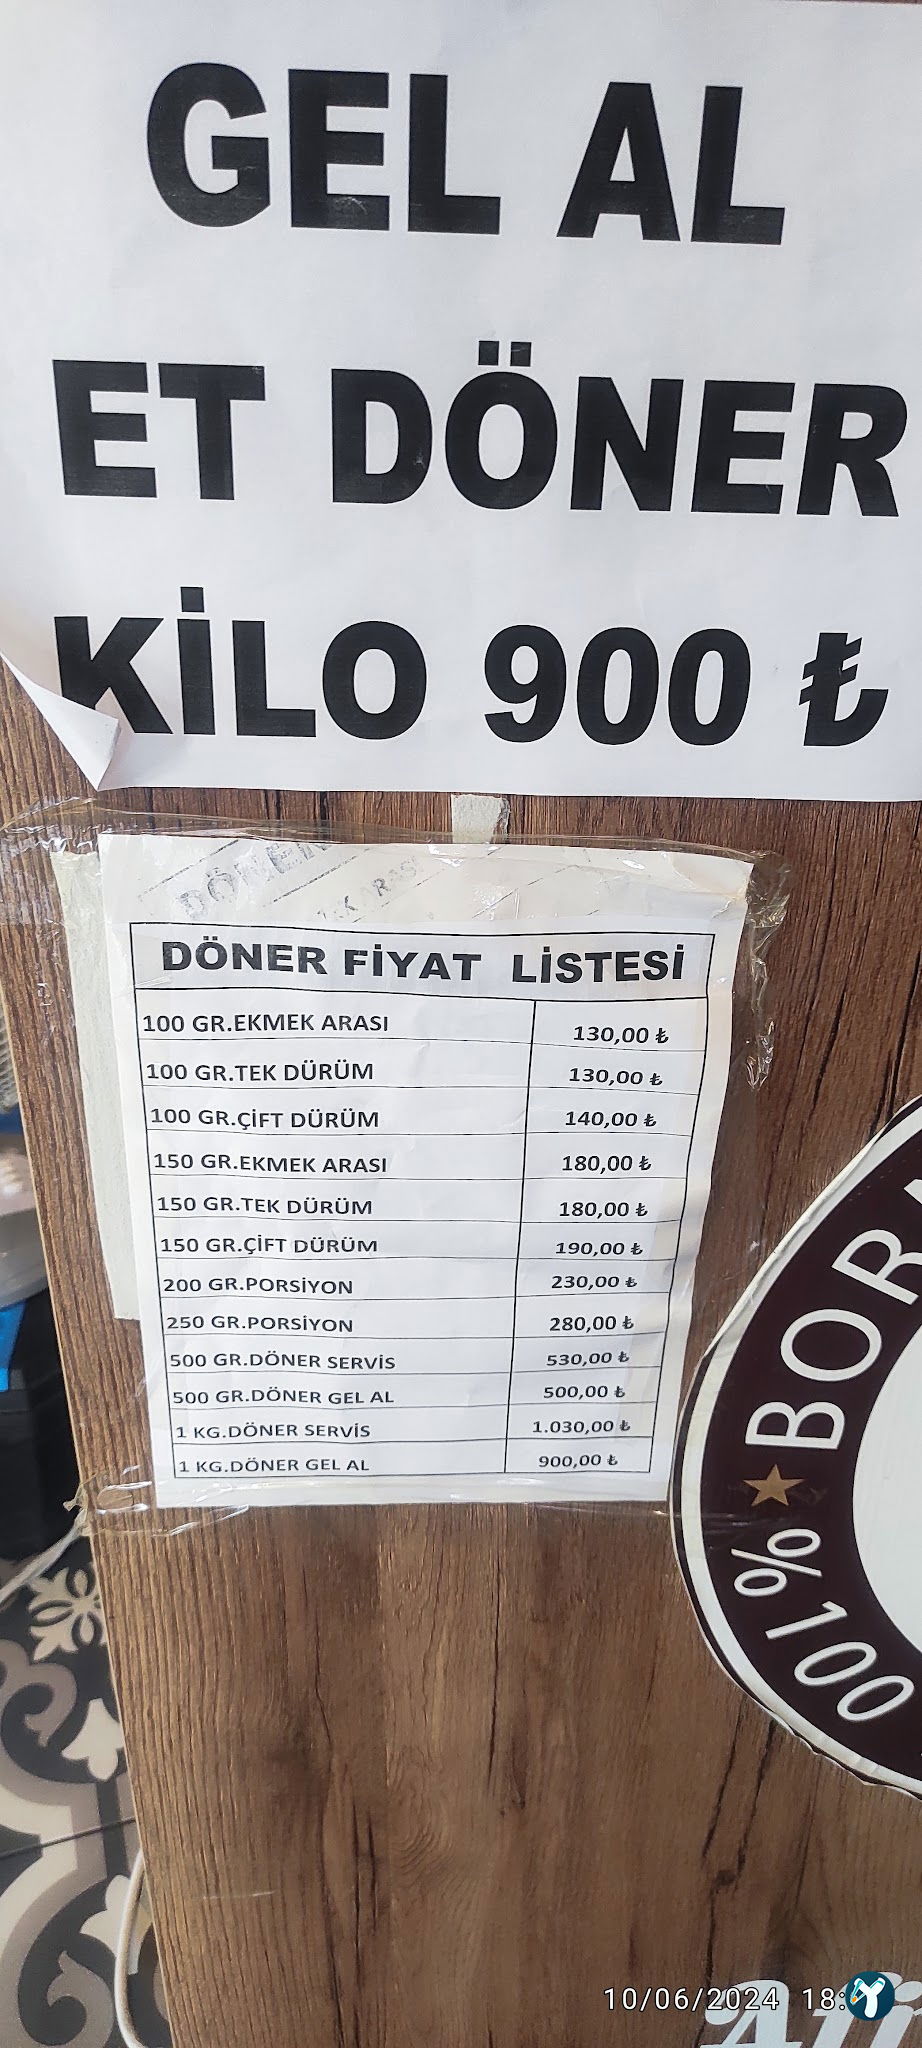 GEL AL
ET DÖNER
KİLO 900 ₺
DÖNER
DÖNER FİYAT LİSTESİ
100 GR.EKMEK ARASI 130,00 ₺
100 GR.TEK DÜRÜM 130,00 ₺
100 GR.ÇİFT DÜRÜM 140,00 ₺
150 GR.EKMEK ARASI 180,00 ₺
150 GR.TEK DÜRÜM 180,00 ₺
150 GR.ÇİFT DÜRÜM 190,00 ₺
200 GR.PORSİYON 230,00 ₺
250 GR.PORSİYON 280,00 ₺
500 GR.DÖNER SERVİS 530,00 ₺
500 GR.DÖNER GEL AL 500,00 ₺
1 KG.DÖNER SERVİS 1.030,00 ₺
1 KG.DÖNER GEL AL 900,00 ₺
% 100 ★ BORA
10/06/2024 18: